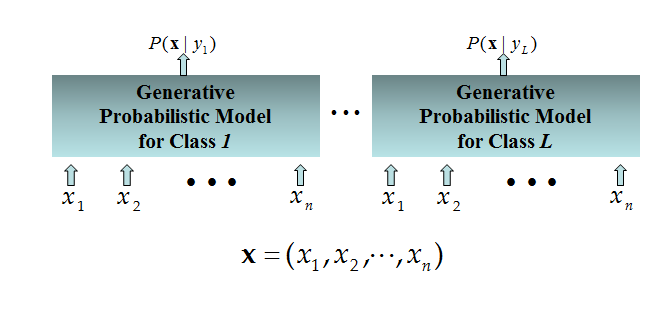 P(x | y₁) P(x | y_L)
Generative Generative
Probabilistic Model ... Probabilistic Model
for Class 1 for Class L
x₁ x₂ ... xₙ x₁ x₂ ... xₙ
x = (x₁, x₂, ⋯, xₙ)